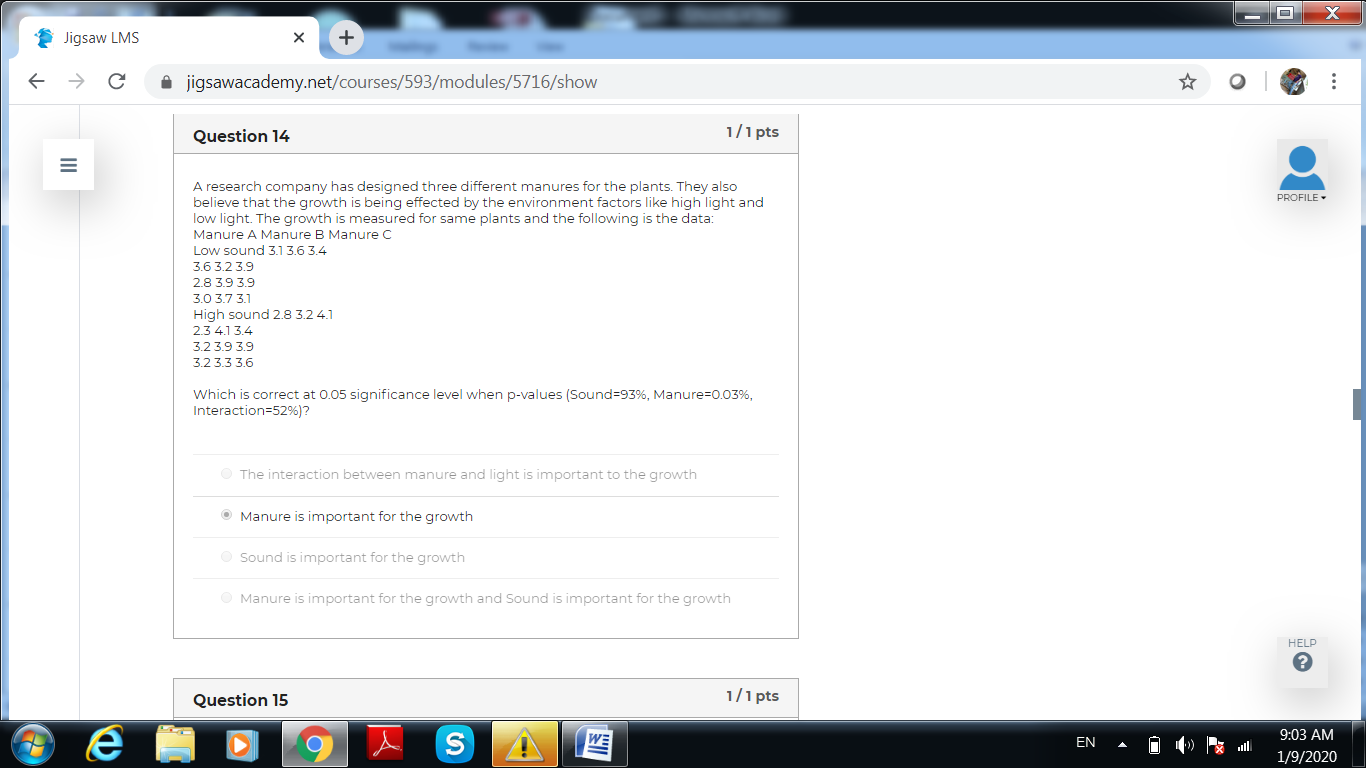 Jigsaw LMS
Mailings Review View
jigsawacademy.net/courses/593/modules/5716/show
Question 14
1 / 1 pts
PROFILE
A research company has designed three different manures for the plants. They also
believe that the growth is being effected by the environment factors like high light and
low light. The growth is measured for same plants and the following is the data:
Manure A Manure B Manure C
Low sound 3.1 3.6 3.4
3.6 3.2 3.9
2.8 3.9 3.9
3.0 3.7 3.1
High sound 2.8 3.2 4.1
2.3 4.1 3.4
3.2 3.9 3.9
3.2 3.3 3.6
Which is correct at 0.05 significance level when p-values (Sound=93%, Manure=0.03%,
Interaction=52%)?
The interaction between manure and light is important to the growth
Manure is important for the growth
Sound is important for the growth
Manure is important for the growth and Sound is important for the growth
HELP
Question 15
1 / 1 pts
EN
9:03 AM
1/9/2020